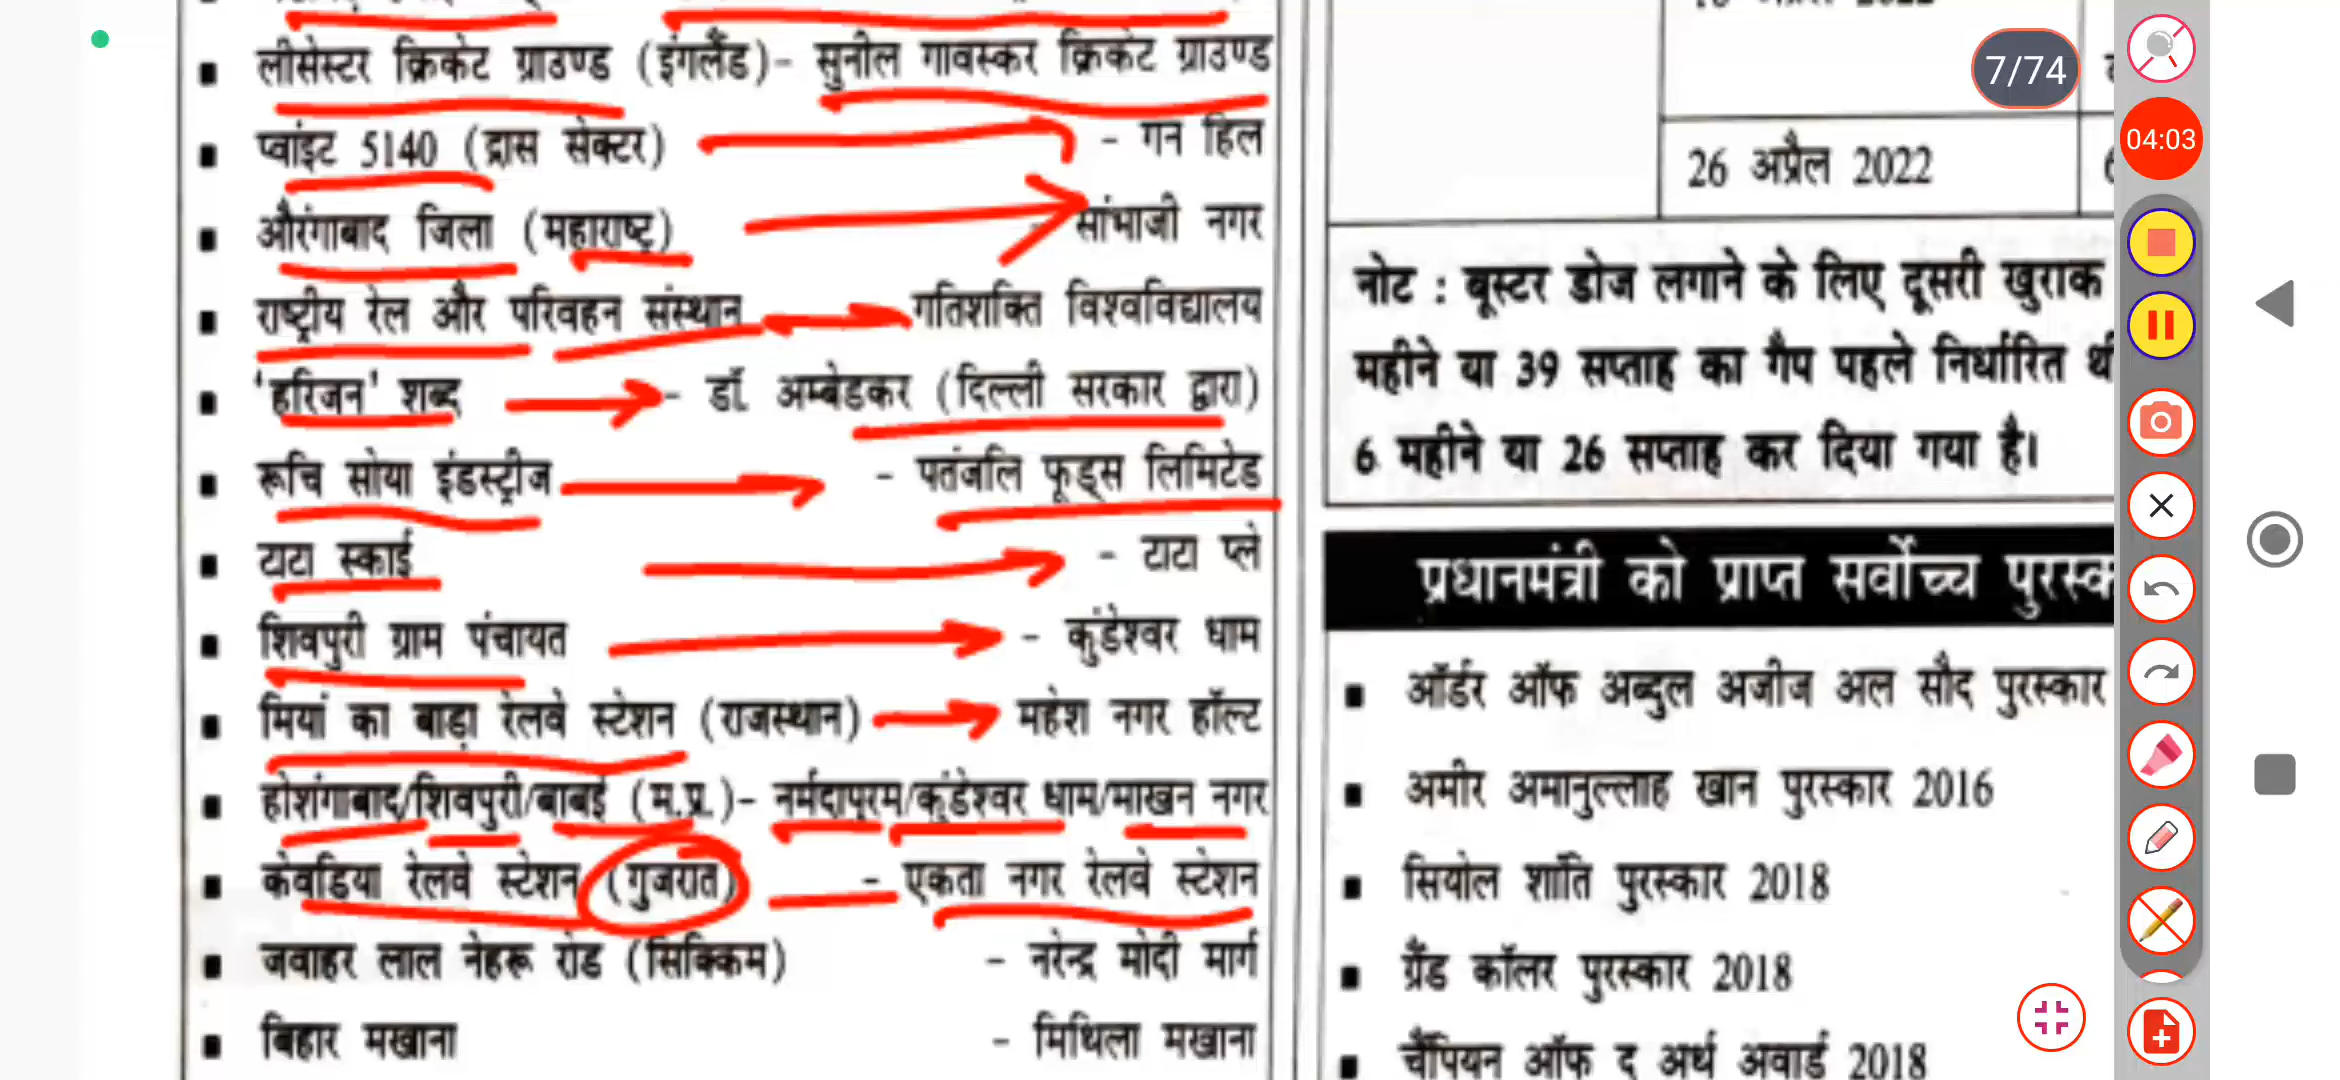 लीसेस्टर क्रिकेट ग्राउण्ड (इंगलैंड)- सुनील गावस्कर क्रिकेट ग्राउण्ड
प्वांइट 5140 (द्रास सेक्टर) - गन हिल
औरंगाबाद जिला (महाराष्ट्र) सांभाजी नगर
राष्ट्रीय रेल और परिवहन संस्थान गतिशक्ति विश्वविद्यालय
'हरिजन' शब्द - डॉ. अम्बेडकर (दिल्ली सरकार द्वारा)
रूचि सोया इंडस्ट्रीज - पतंजलि फूड्स लिमिटेड
टाटा स्काई - टाटा प्ले
शिवपुरी ग्राम पंचायत - कुंडेश्वर धाम
मियां का बाड़ा रेलवे स्टेशन (राजस्थान) महेश नगर हॉल्ट
होशंगाबाद/शिवपुरी/बाबई (म.प्र.)- नर्मदापूरम/कुंडेश्वर धाम/माखन नगर
केवडिया रेलवे स्टेशन (गुजरात) - एकता नगर रेलवे स्टेशन
जवाहर लाल नेहरू रोड (सिक्किम) - नरेन्द्र मोदी मार्ग
बिहार मखाना - मिथिला मखाना
26 अप्रैल 2022
नोट : बूस्टर डोज लगाने के लिए दूसरी खुराक
महीने या 39 सप्ताह का गैप पहले निर्धारित थी
6 महीने या 26 सप्ताह कर दिया गया है।
प्रधानमंत्री को प्राप्त सर्वोच्च
ऑर्डर ऑफ अब्दुल अजीज अल सौद पुरस्कार
अमीर अमानुल्लाह खान पुरस्कार 2016
सियोल शांति पुरस्कार 2018
ग्रैंड कॉलर पुरस्कार 2018
चैंपियन ऑफ द अर्थ अवार्ड 2018
7/74
04:03